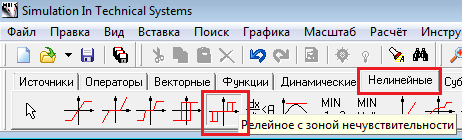 Simulation In Technical Systems
Файл Правка Вид Вставка Поиск Графика Масштаб Расчёт Инстру
Источники Операторы Векторные Функции Динамические Нелинейные Суб
MIN MIN
Релейное с зоной нечувствительности